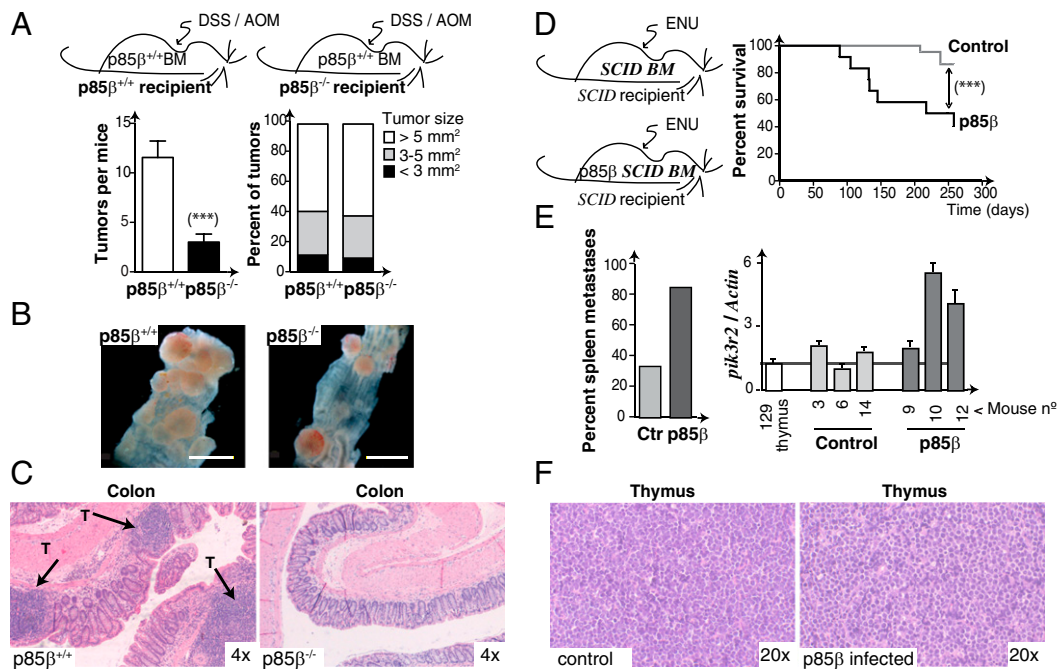 A
DSS / AOM
DSS / AOM
p85β+/+BM
p85β+/+ BM
p85β+/+ recipient
p85β-/- recipient
Tumors per mice
15
10
5
0
(***)
p85β+/+
p85β-/-
Percent of tumors
100
80
60
40
20
0
p85β+/+
p85β-/-
Tumor size
> 5 mm²
3-5 mm²
< 3 mm²
B
p85β+/+
p85β-/-
C
Colon
Colon
T
T
T
p85β+/+
4x
p85β-/-
4x
D
ENU
SCID BM
SCID recipient
ENU
p85β SCID BM
SCID recipient
Percent survival
100
80
60
40
20
0
Control
(***)
p85β
0
50
100
150
200
250
300
Time (days)
E
Percent spleen metastases
100
80
60
40
20
0
Ctr p85β
pik3r2 / Actin
6
3
0
129 thymus
3
6
14
9
10
12
< Mouse nº
Control
p85β
F
Thymus
Thymus
control
20x
p85β infected
20x